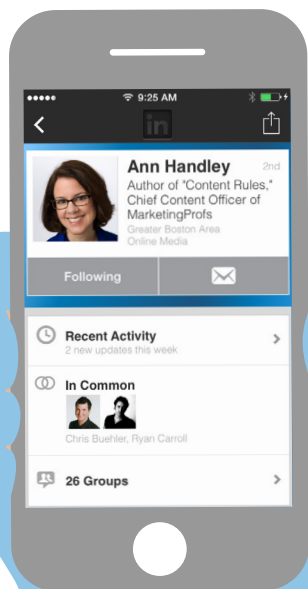 9:25 AM
in
Ann Handley 2nd
Author of "Content Rules,"
Chief Content Officer of
MarketingProfs
Greater Boston Area
Online Media
Following
Recent Activity
2 new updates this week
In Common
Chris Buehler, Ryan Carroll
26 Groups